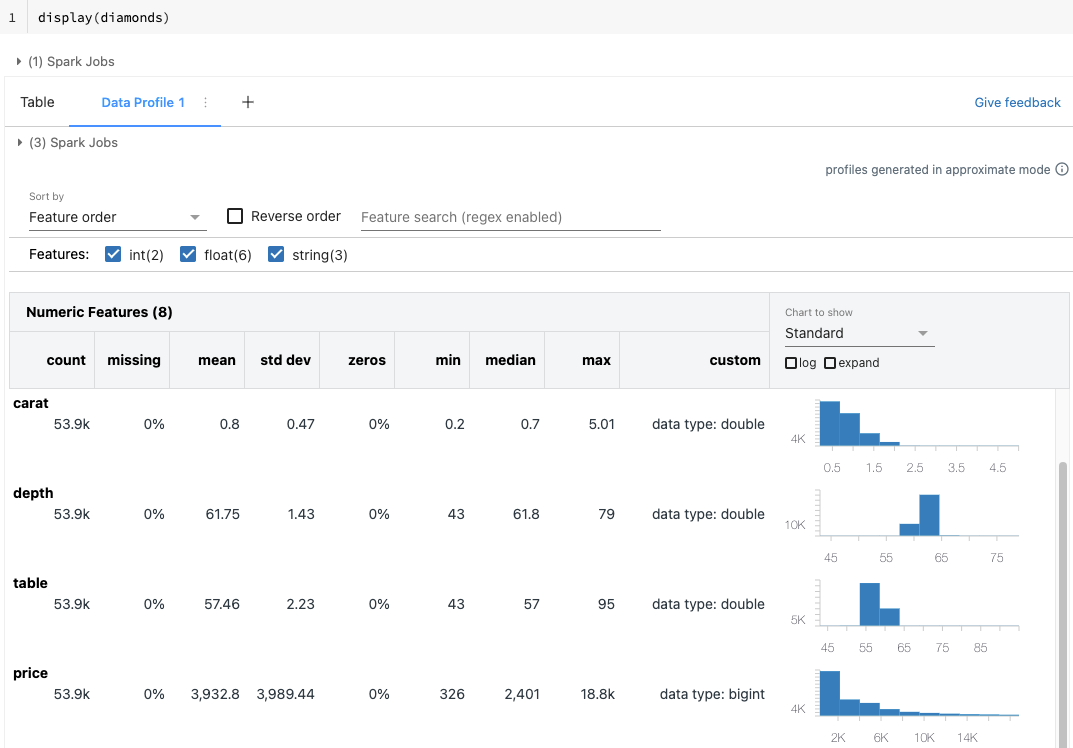 1 display(diamonds)
(1) Spark Jobs
Table Data Profile 1 Give feedback
(3) Spark Jobs
profiles generated in approximate mode
Sort by
Feature order Reverse order Feature search (regex enabled)
Features: int(2) float(6) string(3)
Numeric Features (8)
Chart to show
Standard
log expand
count missing mean std dev zeros min median max custom
carat
53.9k 0% 0.8 0.47 0% 0.2 0.7 5.01 data type: double
4K
0.5 1.5 2.5 3.5 4.5
depth
53.9k 0% 61.75 1.43 0% 43 61.8 79 data type: double
10K
45 55 65 75
table
53.9k 0% 57.46 2.23 0% 43 57 95 data type: double
5K
45 55 65 75 85
price
53.9k 0% 3,932.8 3,989.44 0% 326 2,401 18.8k data type: bigint
4K
2K 6K 10K 14K